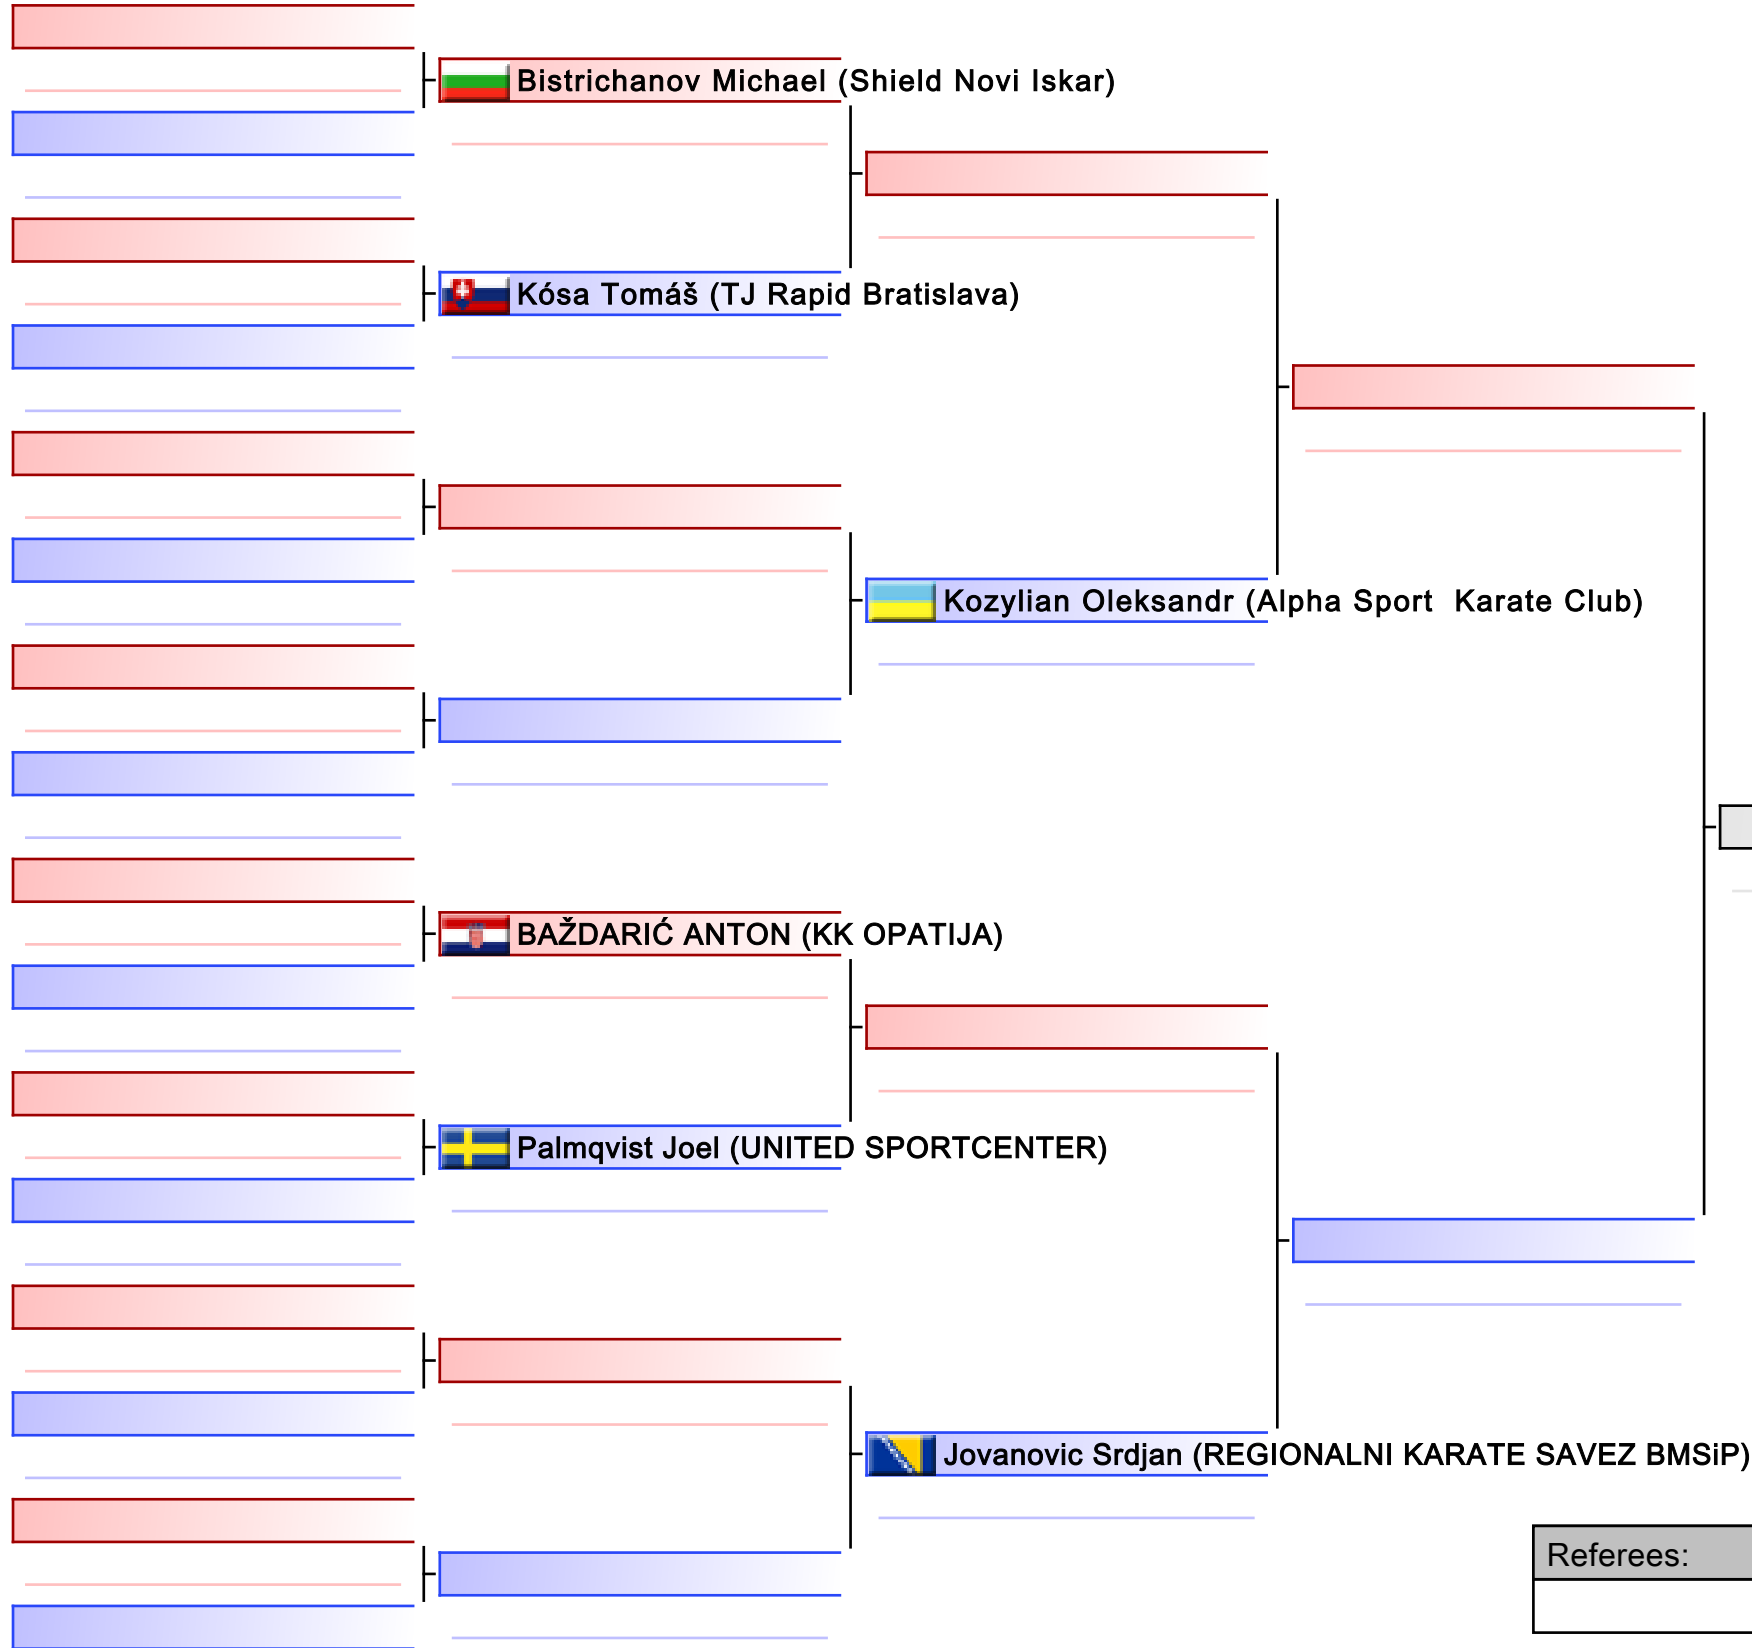 Bistrichanov Michael (Shield Novi Iskar)
Kósa Tomáš (TJ Rapid Bratislava)
Kozylian Oleksandr (Alpha Sport  Karate Club)
BAŽDARIĆ ANTON (KK OPATIJA)
Palmqvist Joel (UNITED SPORTCENTER)
Jovanovic Srdjan (REGIONALNI KARATE SAVEZ BMSiP)
Referees: